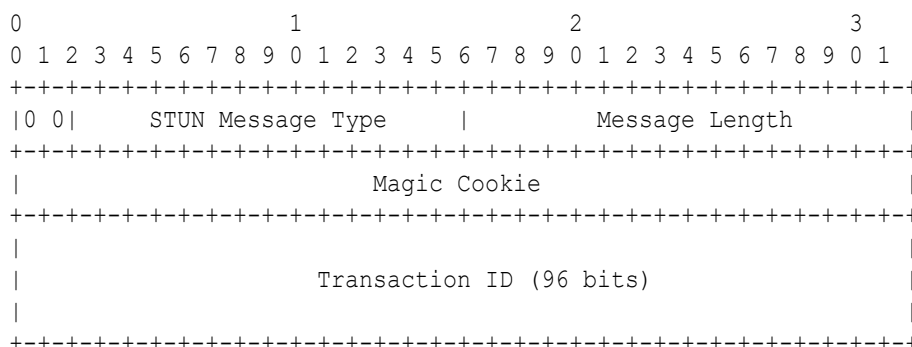 0                   1                   2                   3
0 1 2 3 4 5 6 7 8 9 0 1 2 3 4 5 6 7 8 9 0 1 2 3 4 5 6 7 8 9 0 1
+-+-+-+-+-+-+-+-+-+-+-+-+-+-+-+-+-+-+-+-+-+-+-+-+-+-+-+-+-+-+-+-+
|0 0|     STUN Message Type     |         Message Length        |
+-+-+-+-+-+-+-+-+-+-+-+-+-+-+-+-+-+-+-+-+-+-+-+-+-+-+-+-+-+-+-+-+
|                         Magic Cookie                          |
+-+-+-+-+-+-+-+-+-+-+-+-+-+-+-+-+-+-+-+-+-+-+-+-+-+-+-+-+-+-+-+-+
|                                                               |
|                     Transaction ID (96 bits)                  |
|                                                               |
+-+-+-+-+-+-+-+-+-+-+-+-+-+-+-+-+-+-+-+-+-+-+-+-+-+-+-+-+-+-+-+-+